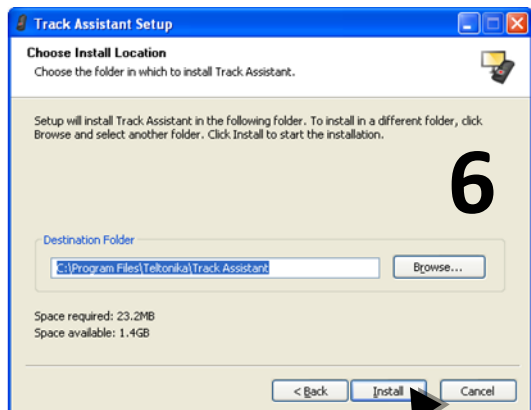 Track Assistant Setup
Choose Install Location
Choose the folder in which to install Track Assistant.
Setup will install Track Assistant in the following folder. To install in a different folder, click
Browse and select another folder. Click Install to start the installation.
6
Destination Folder
C:\Program Files\Teltonika\Track Assistant
Browse...
Space required: 23.2MB
Space available: 1.4GB
< Back Install Cancel